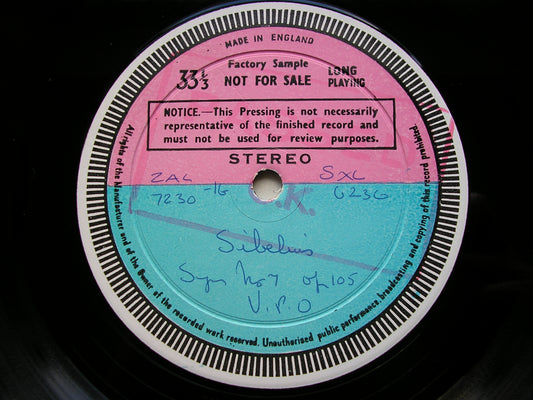 MADE IN ENGLAND
Factory Sample
33⅓ NOT FOR SALE LONG PLAYING
NOTICE.—This Pressing is not necessarily
representative of the finished record and
must not be used for review purposes.
STEREO
ZAL SXL
7230 -1G 6236
K.
Sibelius
Sym No 7 Op 105
V.P.O
All rights of the Manufacturer and of the Owner of the recorded work reserved. Unauthorised public performance, broadcasting and copying of this record prohibited.